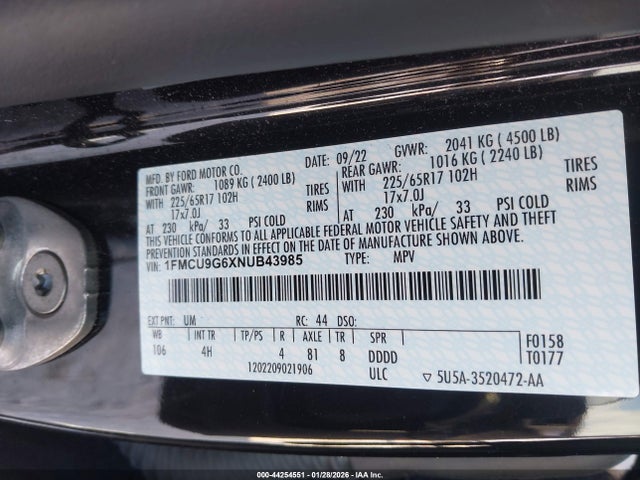 MFD. BY FORD MOTOR CO.
DATE: 09/22 GVWR: 2041 KG ( 4500 LB)
FRONT GAWR: 1089 KG ( 2400 LB)
REAR GAWR: 1016 KG ( 2240 LB)
WITH 225/65R17 102H TIRES
WITH 225/65R17 102H TIRES
17x7.0J RIMS
17x7.0J RIMS
AT 230 kPa/ 33 PSI COLD
AT 230 kPa/ 33 PSI COLD
THIS VEHICLE CONFORMS TO ALL APPLICABLE FEDERAL MOTOR VEHICLE SAFETY AND THEFT
PREVENTION STANDARDS IN EFFECT ON THE DATE OF MANUFACTURE SHOWN ABOVE.
VIN: 1FMCU9G6XNUB43985 TYPE: MPV
EXT PNT: UM RC: 44 DSO:
WB INT TR TP/PS R AXLE TR SPR
106 4H 4 81 8 DDDD
1202209021906 ULC
F0158
T0177
▽ 5U5A-3520472-AA
000-44254551 | 01/28/2026 - IAA Inc.